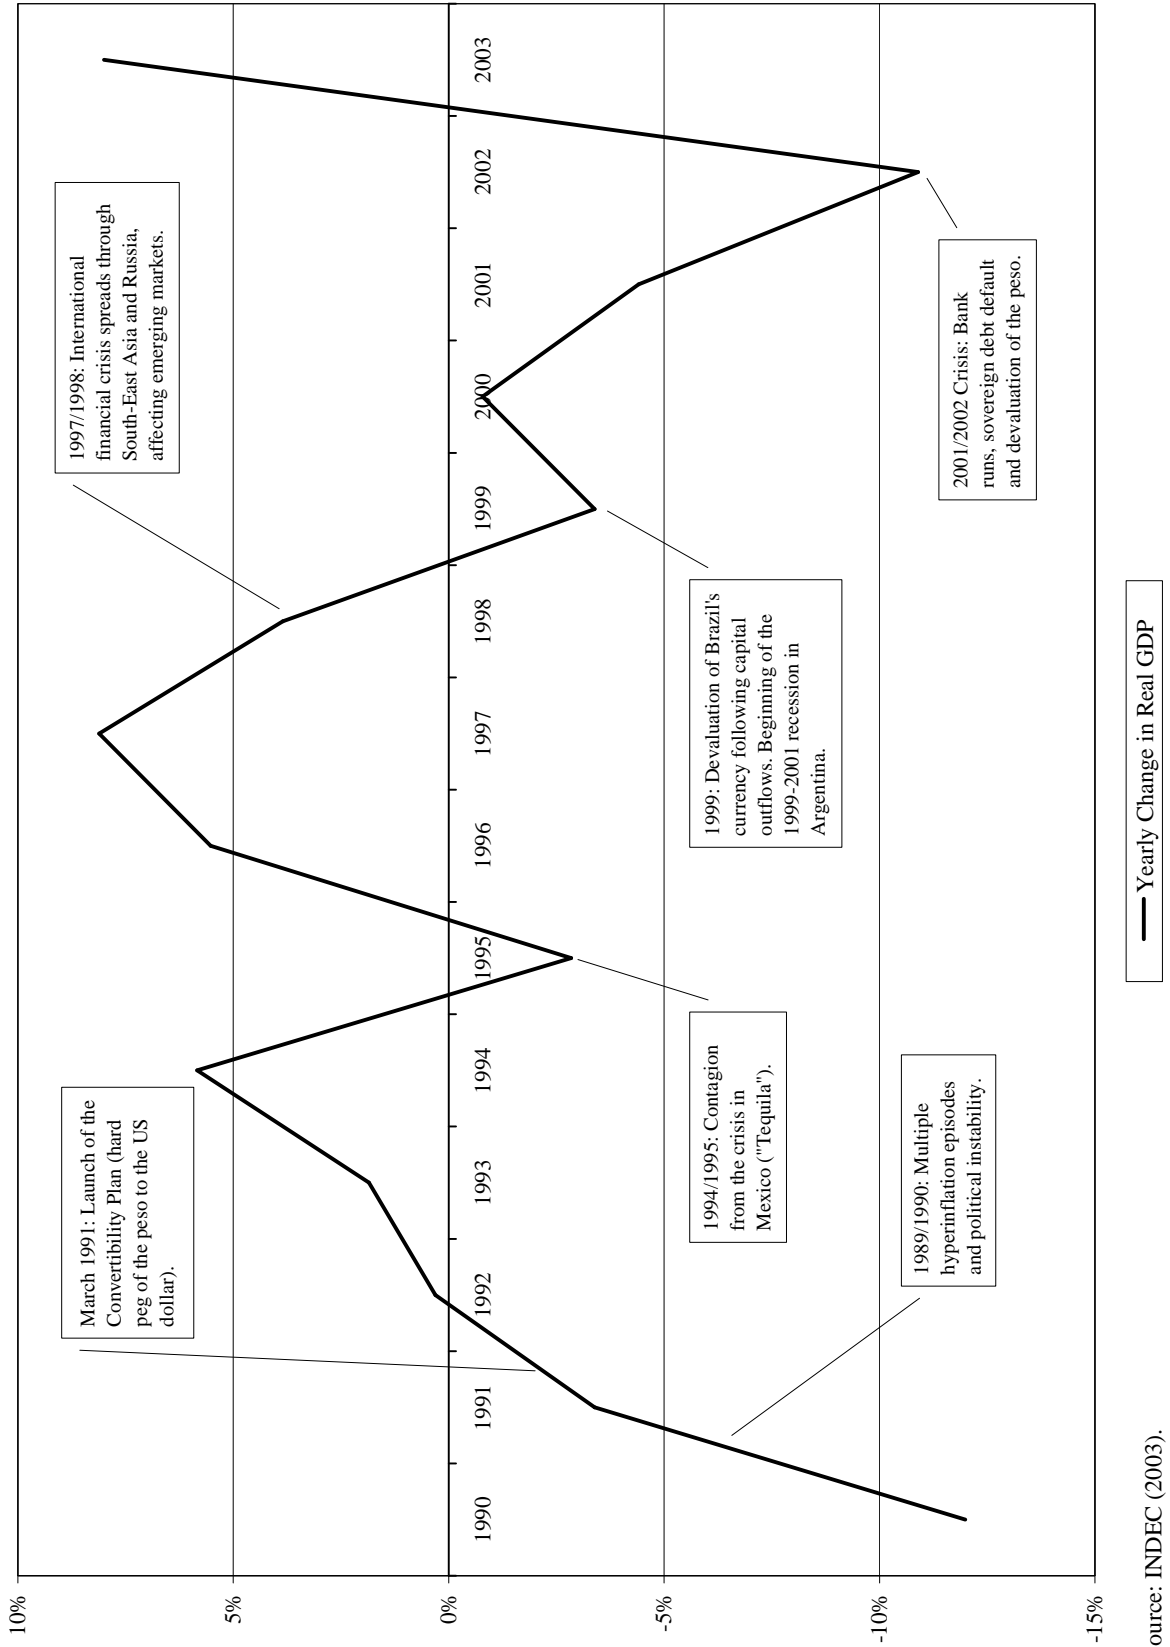 10%
5%
0%
-5%
-10%
-15%
1990
1991
1992
1993
1994
1995
1996
1997
1998
1999
2000
2001
2002
2003
March 1991: Launch of the
Convertibility Plan (hard
peg of the peso to the US
dollar).
1997/1998: International
financial crisis spreads through
South-East Asia and Russia,
affecting emerging markets.
1994/1995: Contagion
from the crisis in
Mexico ("Tequila").
1999: Devaluation of Brazil's
currency following capital
outflows. Beginning of the
1999-2001 recession in
Argentina.
1989/1990: Multiple
hyperinflation episodes
and political instability.
2001/2002 Crisis: Bank
runs, sovereign debt default
and devaluation of the peso.
Yearly Change in Real GDP
ource: INDEC (2003).